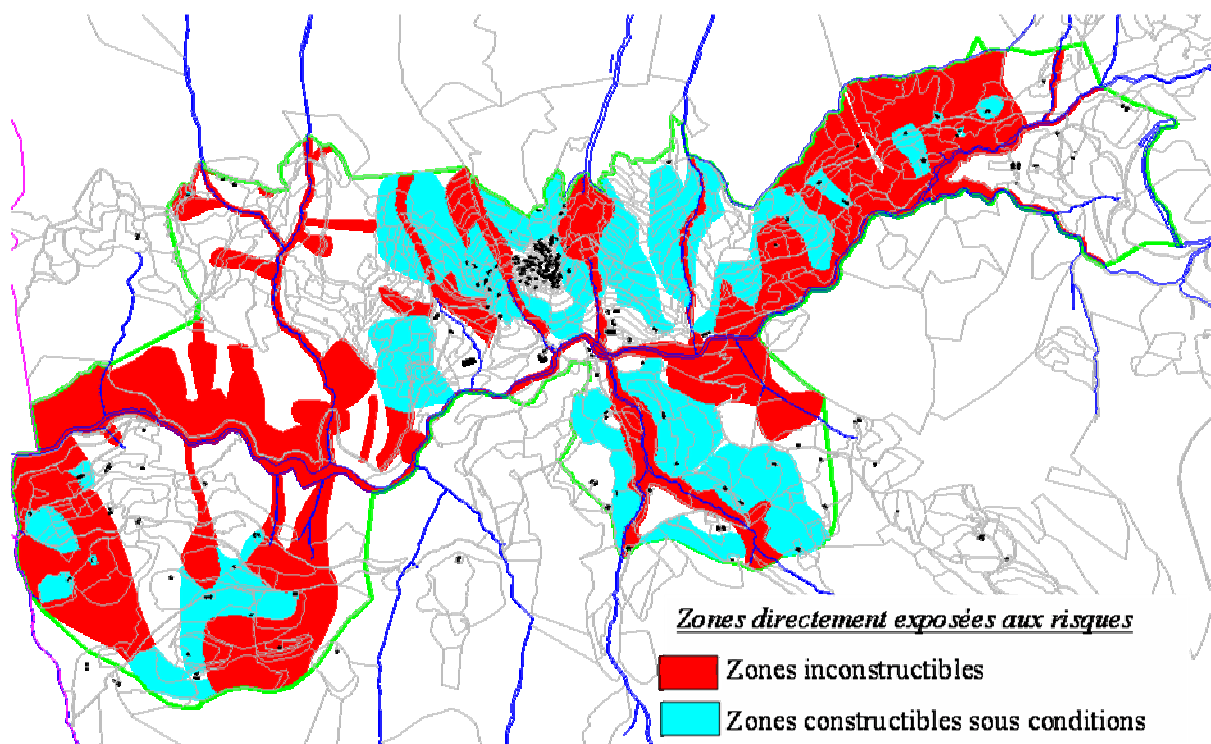 Zones directement exposées aux risques
Zones inconstructibles
Zones constructibles sous conditions